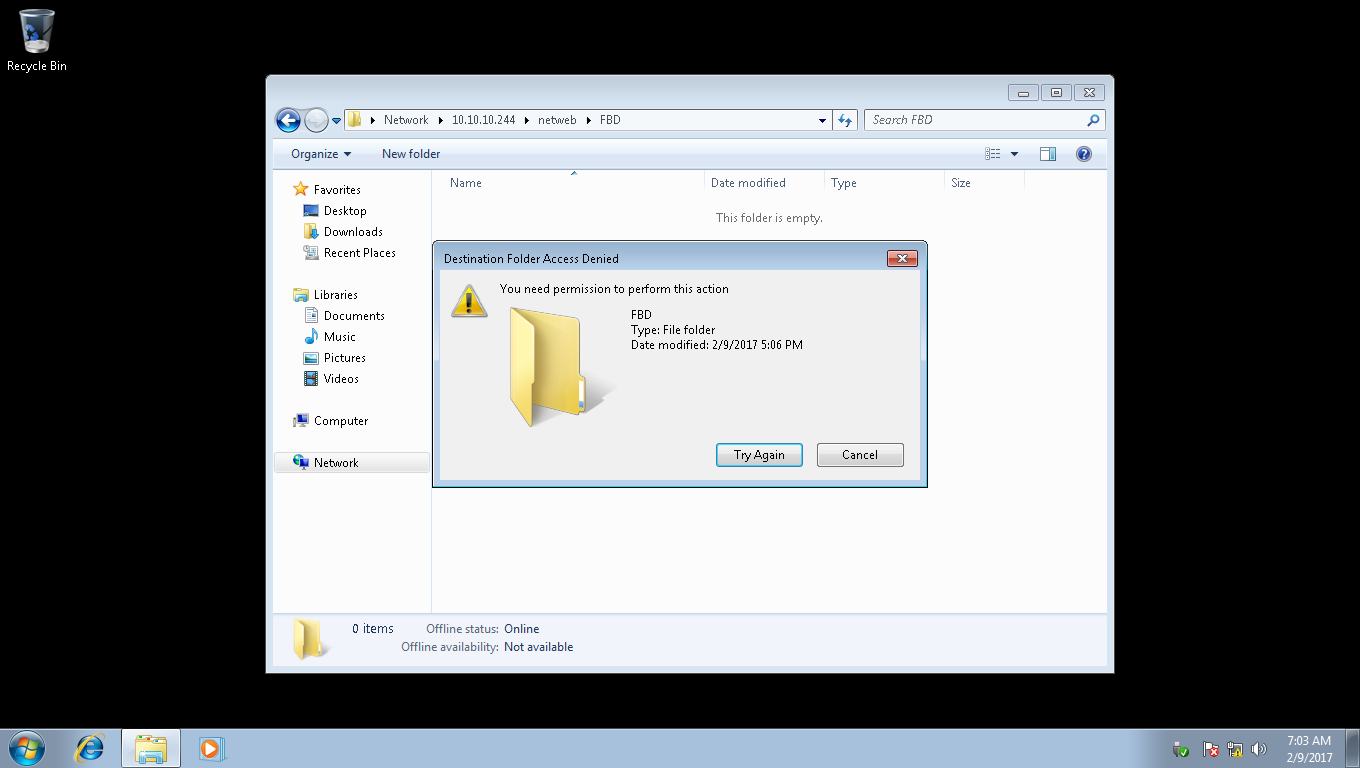 Recycle Bin
Network 10.10.10.244 netweb FBD
Search FBD
Organize New folder
Favorites
Desktop
Downloads
Recent Places
Libraries
Documents
Music
Pictures
Videos
Computer
Network
Name Date modified Type Size
This folder is empty.
Destination Folder Access Denied
You need permission to perform this action
FBD
Type: File folder
Date modified: 2/9/2017 5:06 PM
Try Again Cancel
0 items Offline status: Online
Offline availability: Not available
7:03 AM
2/9/2017